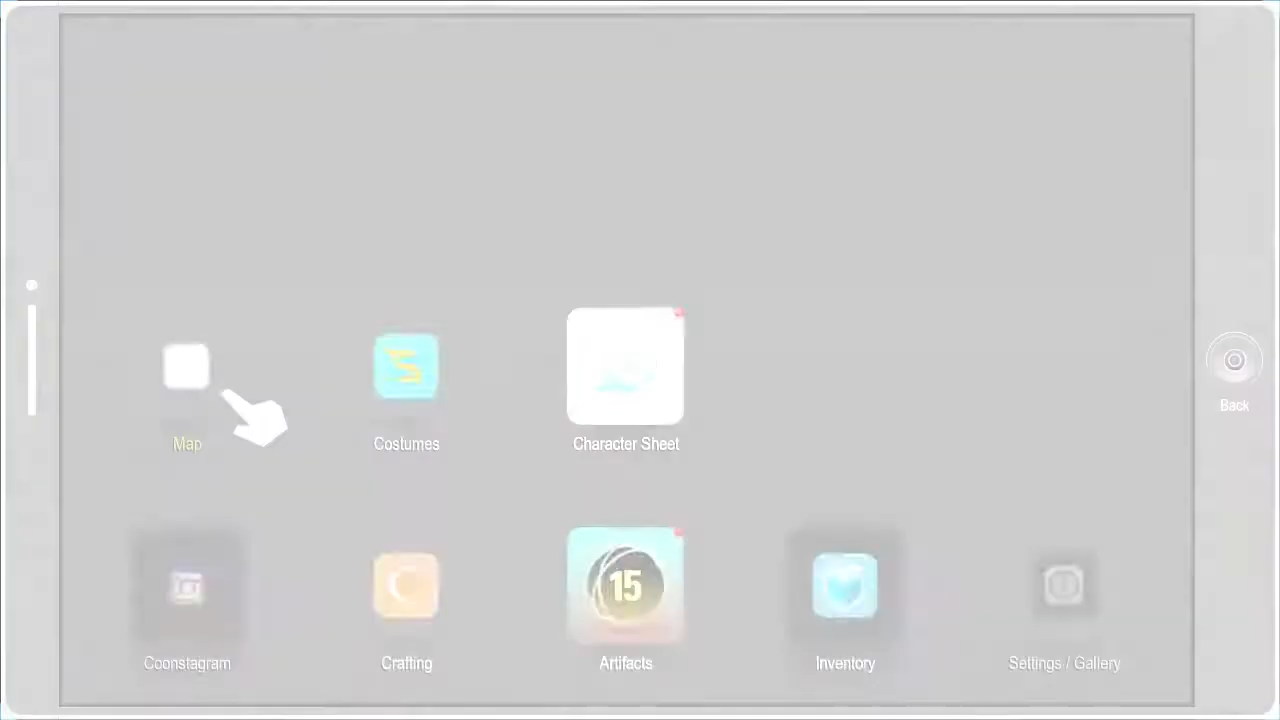 Map
Costumes
Character Sheet
Back
15
Coonstagram
Crafting
Artifacts
Inventory
Settings / Gallery